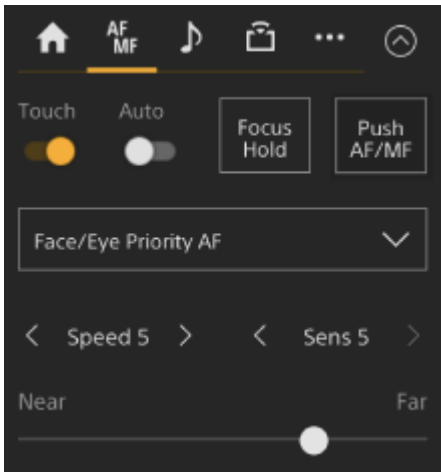 AF
MF
Touch Auto
Focus
Hold
Push
AF/MF
Face/Eye Priority AF
Speed 5
Sens 5
Near Far